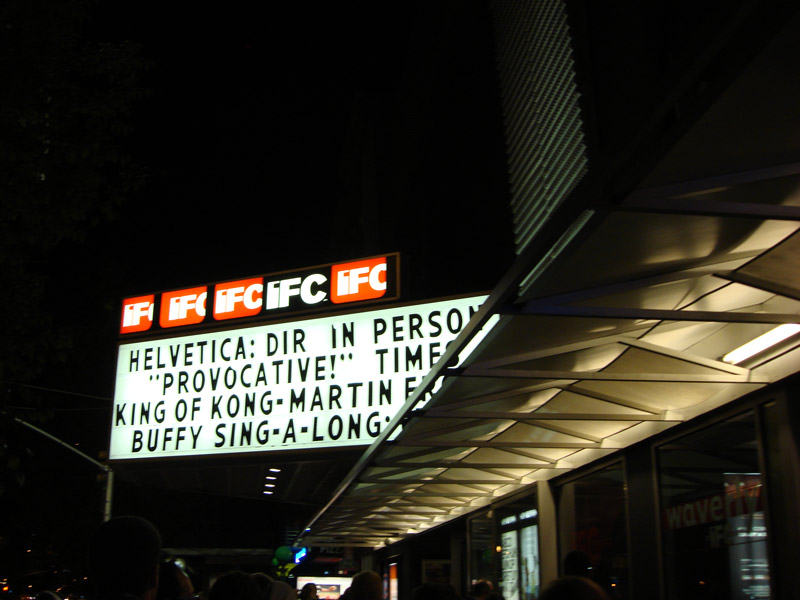 iFC iFC iFC iFC
HELVETICA: DIR IN PERSON
"PROVOCATIVE!" TIMES
KING OF KONG-MARTIN
BUFFY SING-A-LONG:
waverly
iFC